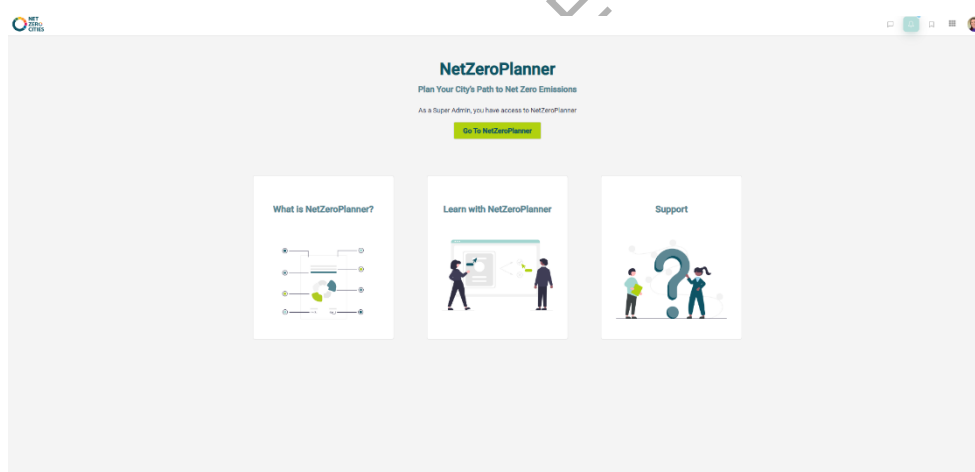 NET
ZERO
CITIES
NetZeroPlanner
Plan Your City's Path to Net Zero Emissions
As a Super Admin, you have access to NetZeroPlanner
Go To NetZeroPlanner
What is NetZeroPlanner?
Learn with NetZeroPlanner
Support